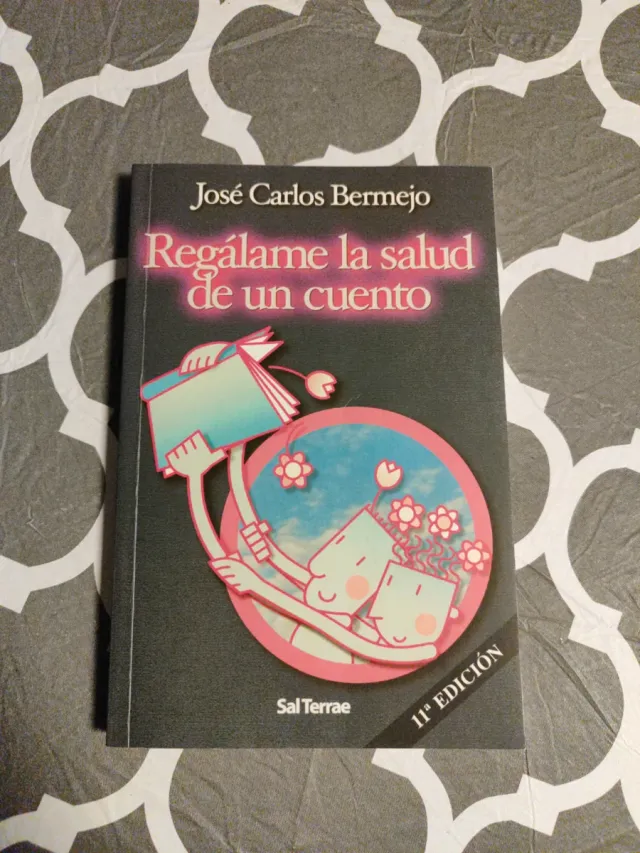 José Carlos Bermejo
Regálame la salud
de un cuento
Sal Terrae
11ª EDICIÓN